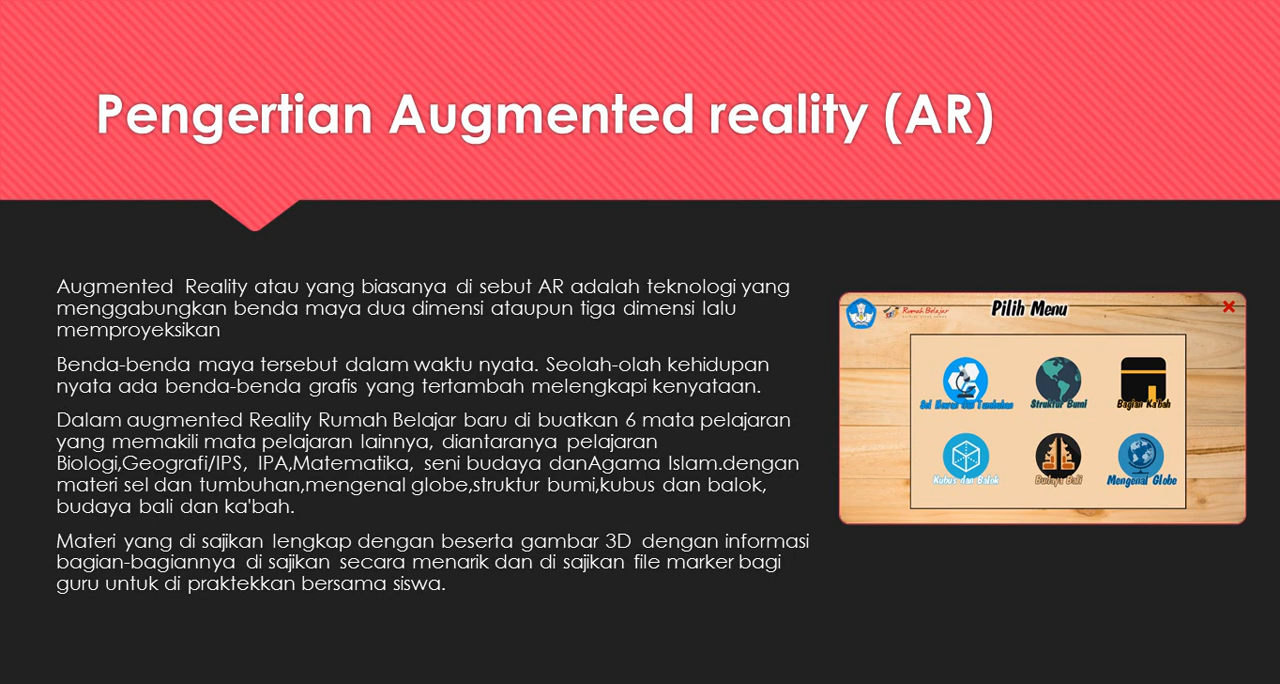 Pengertian Augmented reality (AR)
Augmented Reality atau yang biasanya di sebut AR adalah teknologi yang
menggabungkan benda maya dua dimensi ataupun tiga dimensi lalu
memproyeksikan
Benda-benda maya tersebut dalam waktu nyata. Seolah-olah kehidupan
nyata ada benda-benda grafis yang tertambah melengkapi kenyataan.
Dalam augmented Reality Rumah Belajar baru di buatkan 6 mata pelajaran
yang memakili mata pelajaran lainnya, diantaranya pelajaran
Biologi,Geografi/IPS, IPA,Matematika, seni budaya danAgama Islam.dengan
materi sel dan tumbuhan,mengenal globe,struktur bumi,kubus dan balok,
budaya bali dan ka'bah.
Materi yang di sajikan lengkap dengan beserta gambar 3D dengan informasi
bagian-bagiannya di sajikan secara menarik dan di sajikan file marker bagi
guru untuk di praktekkan bersama siswa.
Rumah Belajar
Pilih Menu
Sel Hewan dan Tumbuhan
Struktur Bumi
Bagian Ka'bah
Kubus dan Balok
Budaya Bali
Mengenal Globe